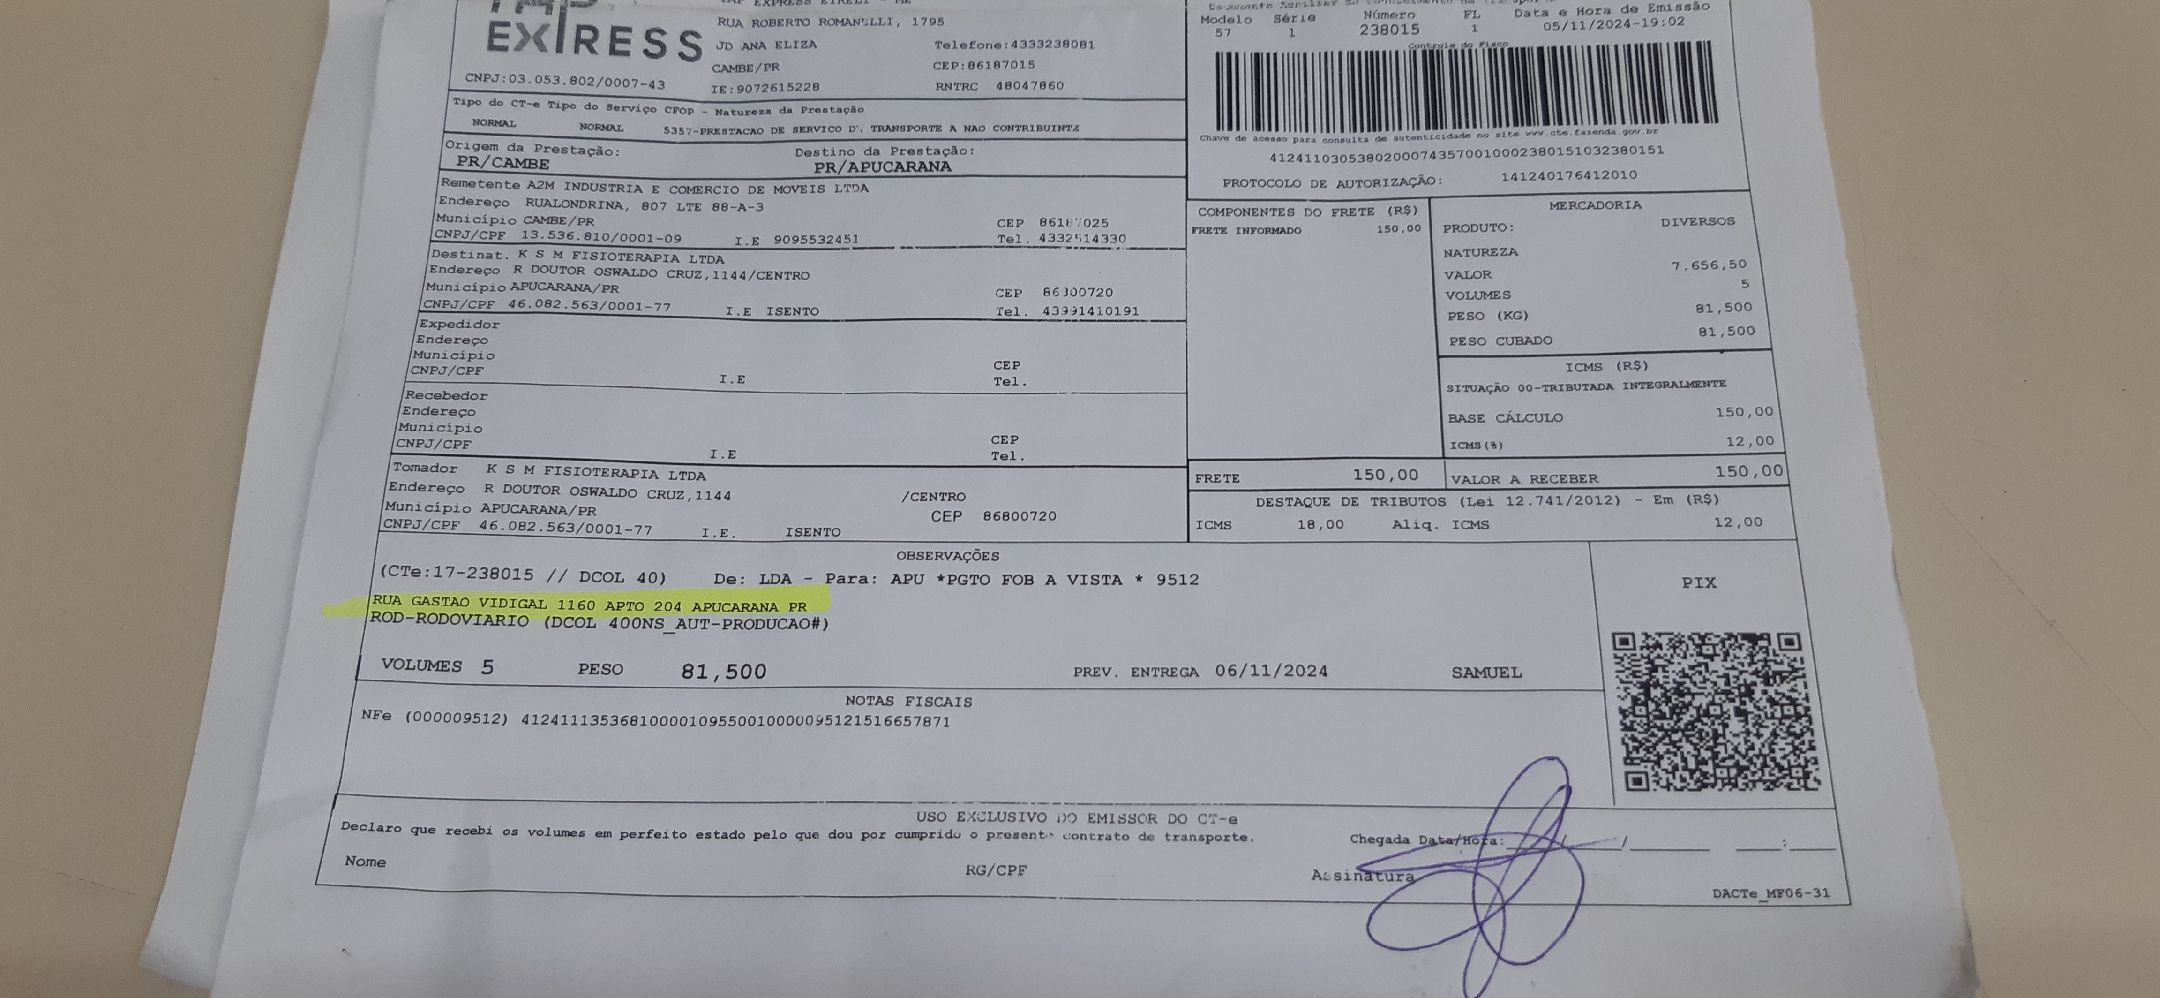 EXPRESS
RUA ROBERTO ROMANELLI, 1795
JD ANA ELIZA Telefone:4333238081
CAMBE/PR CEP:86187015
CNPJ:03.053.802/0007-43 IE:9072615228 RNTRC 48047860
Modelo Série Número FL Data e Hora de Emissão
57 1 238015 1 05/11/2024-19:02
Controle do Fisco
Chave de acesso para consulta de autenticidade no site www.cte.fazenda.gov.br
41241103053802000743570010002380151032380151
PROTOCOLO DE AUTORIZAÇÃO: 141240176412010
Tipo do CT-e Tipo do Serviço CFOP - Natureza da Prestação
NORMAL NORMAL 5357-PRESTACAO DE SERVICO DE TRANSPORTE A NAO CONTRIBUINTE
Origem da Prestação: Destino da Prestação:
PR/CAMBE PR/APUCARANA
Remetente A2M INDUSTRIA E COMERCIO DE MOVEIS LTDA
Endereço RUALONDRINA, 807 LTE 88-A-3
Município CAMBE/PR CEP 86187025
CNPJ/CPF 13.536.810/0001-09 I.E 9095532451 Tel. 4332514330
Destinat. K S M FISIOTERAPIA LTDA
Endereço R DOUTOR OSWALDO CRUZ,1144/CENTRO
Município APUCARANA/PR CEP 86800720
CNPJ/CPF 46.082.563/0001-77 I.E ISENTO Tel. 43991410191
Expedidor
Endereço
Município CEP
CNPJ/CPF I.E Tel.
Recebedor
Endereço
Município CEP
CNPJ/CPF I.E Tel.
Tomador K S M FISIOTERAPIA LTDA
Endereço R DOUTOR OSWALDO CRUZ,1144 /CENTRO
Município APUCARANA/PR CEP 86800720
CNPJ/CPF 46.082.563/0001-77 I.E. ISENTO
COMPONENTES DO FRETE (R$)
FRETE INFORMADO 150,00
MERCADORIA
PRODUTO: DIVERSOS
NATUREZA
VALOR 7.656,50
VOLUMES 5
PESO (KG) 81,500
PESO CUBADO 81,500
ICMS (R$)
SITUAÇÃO 00-TRIBUTADA INTEGRALMENTE
BASE CÁLCULO 150,00
ICMS(%) 12,00
FRETE 150,00 VALOR A RECEBER 150,00
DESTAQUE DE TRIBUTOS (Lei 12.741/2012) - Em (R$)
ICMS 18,00 Aliq. ICMS 12,00
OBSERVAÇÕES
(CTe:17-238015 // DCOL 40) De: LDA - Para: APU *PGTO FOB A VISTA * 9512
RUA GASTAO VIDIGAL 1160 APTO 204 APUCARANA PR
ROD-RODOVIARIO (DCOL 400NS_AUT-PRODUCAO#)
VOLUMES 5 PESO 81,500 PREV. ENTREGA 06/11/2024 SAMUEL
PIX
NOTAS FISCAIS
NFe (000009512) 41241113536810000109550010000095121516657871
USO EXCLUSIVO DO EMISSOR DO CT-e
Declaro que recebi os volumes em perfeito estado pelo que dou por cumprido o presente contrato de transporte.
Chegada Data/Hora: / / :
Nome RG/CPF Assinatura
DACTe_MF06-31